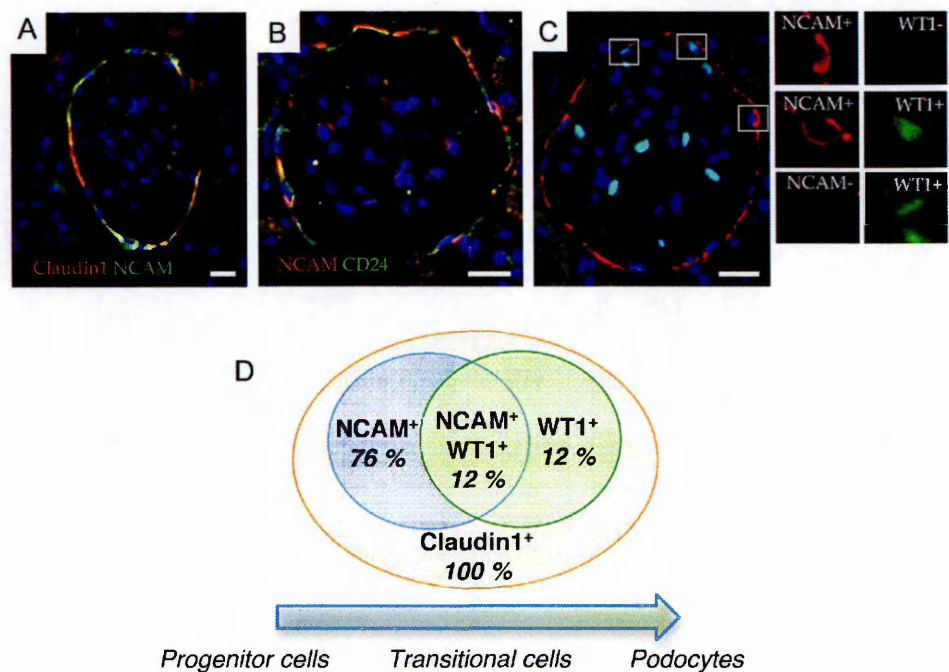 A
B
C
NCAM+ WT1-
NCAM+ WT1+
NCAM- WT1+
Claudin1 NCAM
NCAM CD24
D
NCAM+
76 %
NCAM+
WT1+
12 %
WT1+
12 %
Claudin1+
100 %
Progenitor cells Transitional cells Podocytes